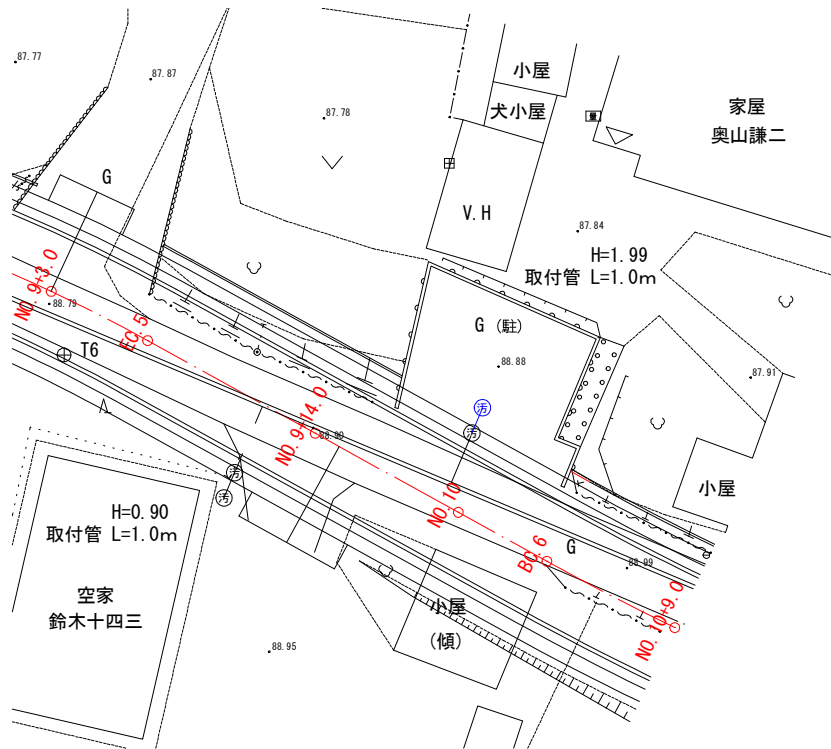 87.77
87.87
87.78
小屋
犬小屋
家屋
奥山謙二
量
G
V.H
87.84
H=1.99
取付管 L=1.0m
NO.9+3.0
88.79
EC.5
T6
G (駐)
88.88
87.91
汚
汚
NO.9+14.0
88.90
汚
汚
NO.10
小屋
H=0.90
取付管 L=1.0m
BC.6
G
88.99
空家
鈴木十四三
小屋
(傾)
NO.10+9.0
88.95